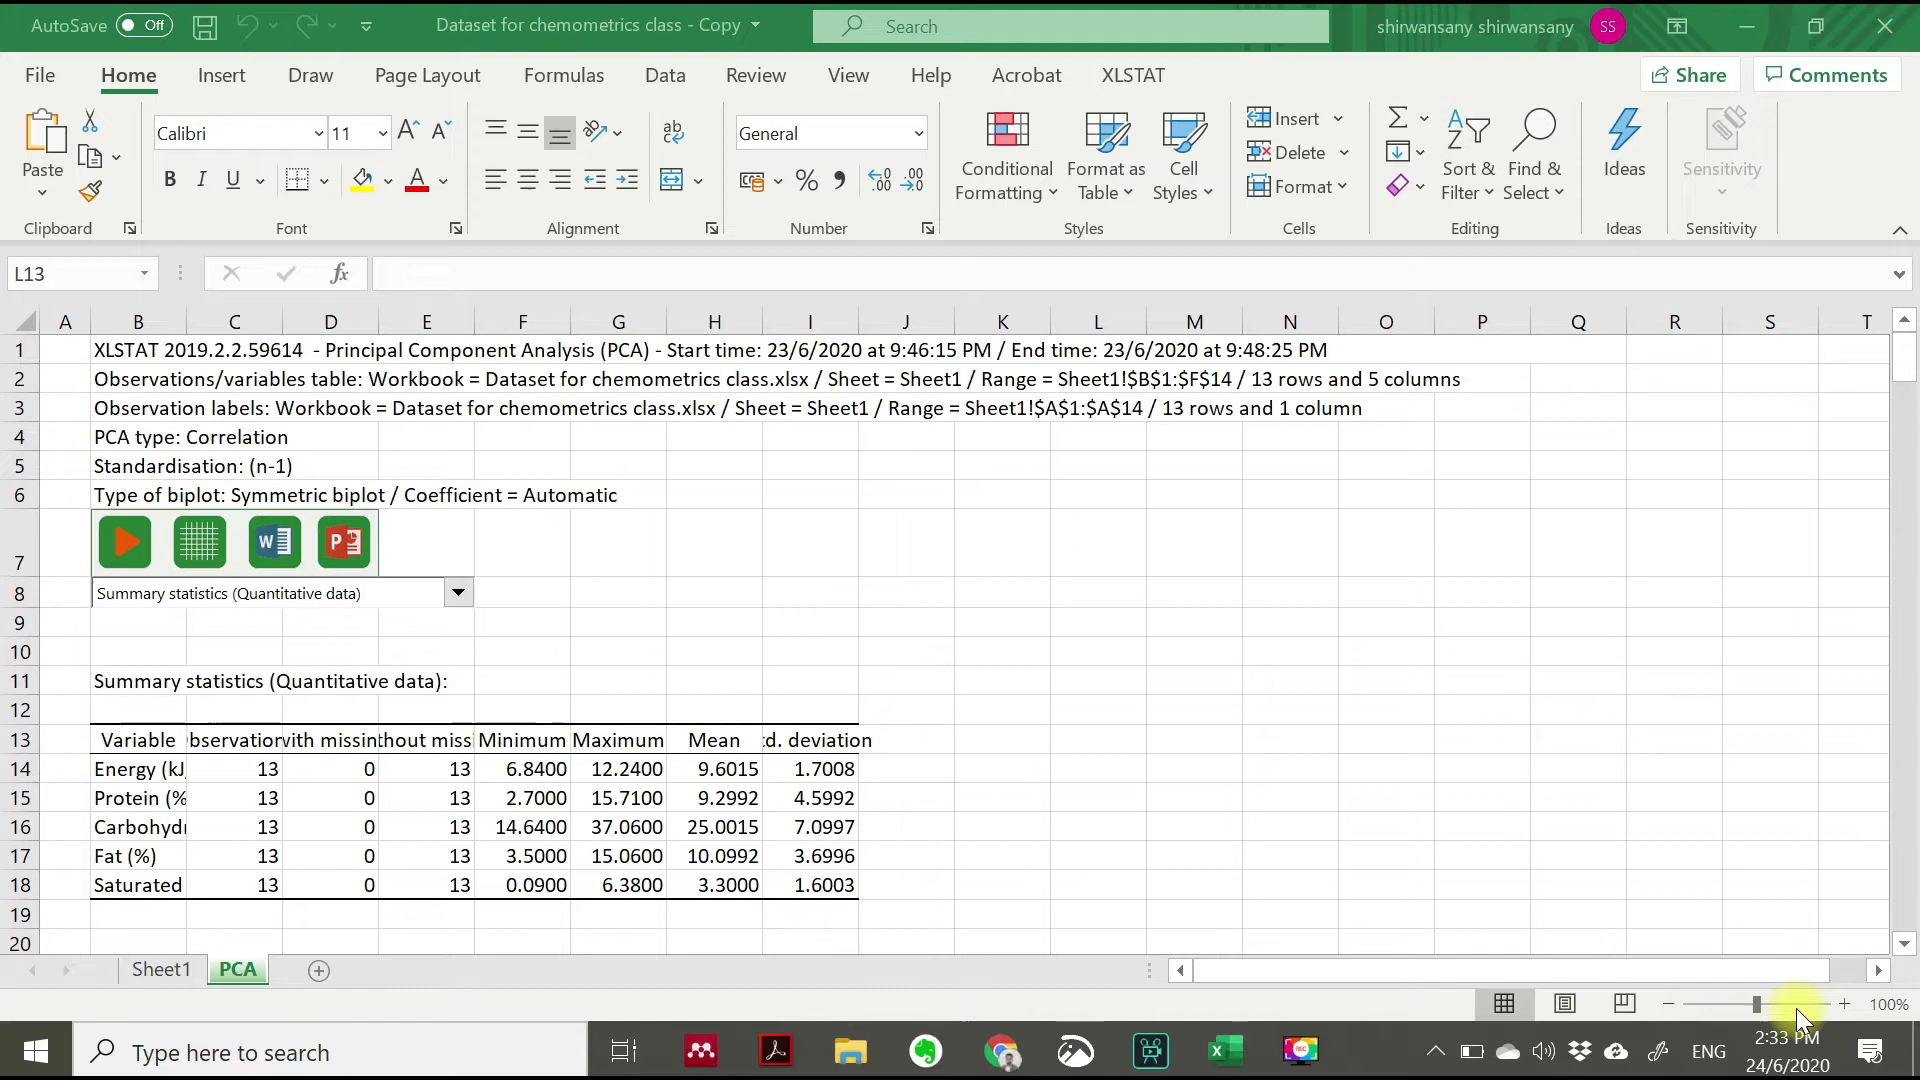 AutoSave Off
Dataset for chemometrics class - Copy
Search
shirwansany shirwansany
SS
File Home Insert Draw Page Layout Formulas Data Review View Help Acrobat XLSTAT
Share
Comments
Paste
Calibri 11
B I U
A
ab
General
Conditional Formatting
Format as Table
Cell Styles
Insert
Delete
Format
Sort & Filter
Find & Select
Ideas
Sensitivity
Clipboard Font Alignment Number Styles Cells Editing Ideas Sensitivity
L13 fx
A B C D E F G H I J K L M N O P Q R S T
1 XLSTAT 2019.2.2.59614 - Principal Component Analysis (PCA) - Start time: 23/6/2020 at 9:46:15 PM / End time: 23/6/2020 at 9:48:25 PM
2 Observations/variables table: Workbook = Dataset for chemometrics class.xlsx / Sheet = Sheet1 / Range = Sheet1!$B$1:$F$14 / 13 rows and 5 columns
3 Observation labels: Workbook = Dataset for chemometrics class.xlsx / Sheet = Sheet1 / Range = Sheet1!$A$1:$A$14 / 13 rows and 1 column
4 PCA type: Correlation
5 Standardisation: (n-1)
6 Type of biplot: Symmetric biplot / Coefficient = Automatic
7
8 Summary statistics (Quantitative data)
9
10
11 Summary statistics (Quantitative data):
12
13 Variable bservation with missin thout missi Minimum Maximum Mean td. deviation
14 Energy (kJ 13 0 13 6.8400 12.2400 9.6015 1.7008
15 Protein (% 13 0 13 2.7000 15.7100 9.2992 4.5992
16 Carbohydr 13 0 13 14.6400 37.0600 25.0015 7.0997
17 Fat (%) 13 0 13 3.5000 15.0600 10.0992 3.6996
18 Saturated 13 0 13 0.0900 6.3800 3.3000 1.6003
19
20
Sheet1 PCA
100%
Type here to search
ENG
2:33 PM
24/6/2020